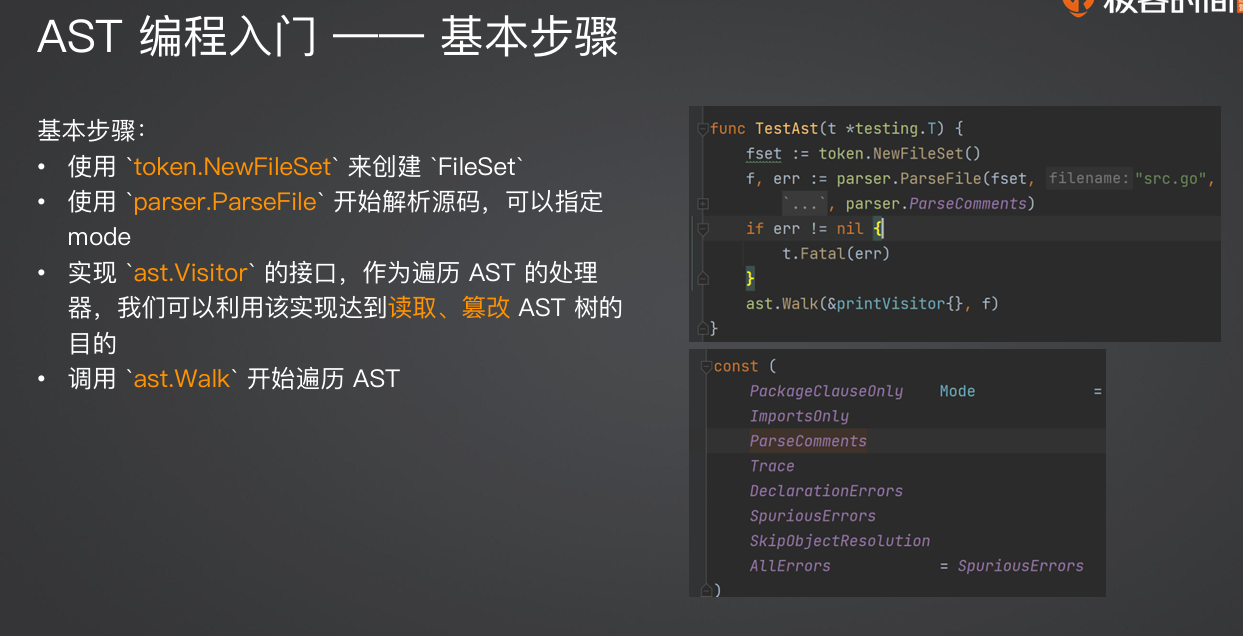 AST 编程入门 —— 基本步骤
极客时间
基本步骤：
• 使用 `token.NewFileSet` 来创建 `FileSet`
• 使用 `parser.ParseFile` 开始解析源码，可以指定
mode
• 实现 `ast.Visitor` 的接口，作为遍历 AST 的处理
器，我们可以利用该实现达到读取、篡改 AST 树的
目的
• 调用 `ast.Walk` 开始遍历 AST
func TestAst(t *testing.T) {
fset := token.NewFileSet()
f, err := parser.ParseFile(fset, filename: "src.go",
`...`, parser.ParseComments)
if err != nil {
t.Fatal(err)
}
ast.Walk(&printVisitor{}, f)
}
const (
PackageClauseOnly Mode =
ImportsOnly
ParseComments
Trace
DeclarationErrors
SpuriousErrors
SkipObjectResolution
AllErrors = SpuriousErrors
)